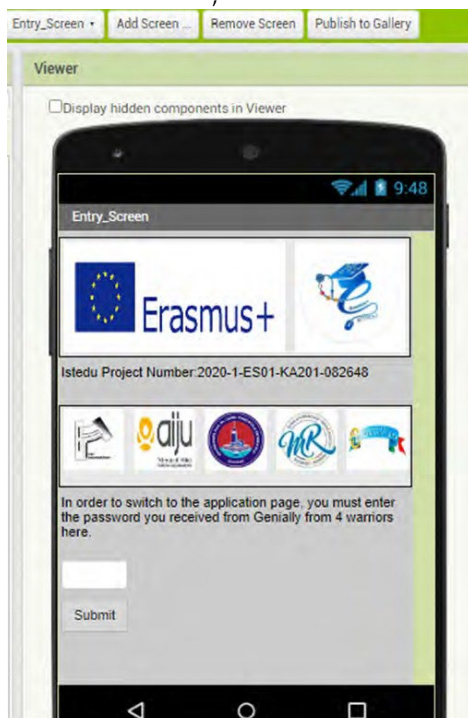 Entry_Screen
Add Screen ...
Remove Screen
Publish to Gallery
Viewer
Display hidden components in Viewer
9:48
Entry_Screen
Erasmus+
Istedu Project Number:2020-1-ES01-KA201-082648
aiju
MR
In order to switch to the application page, you must enter
the password you received from Genially from 4 warriors
here.
Submit